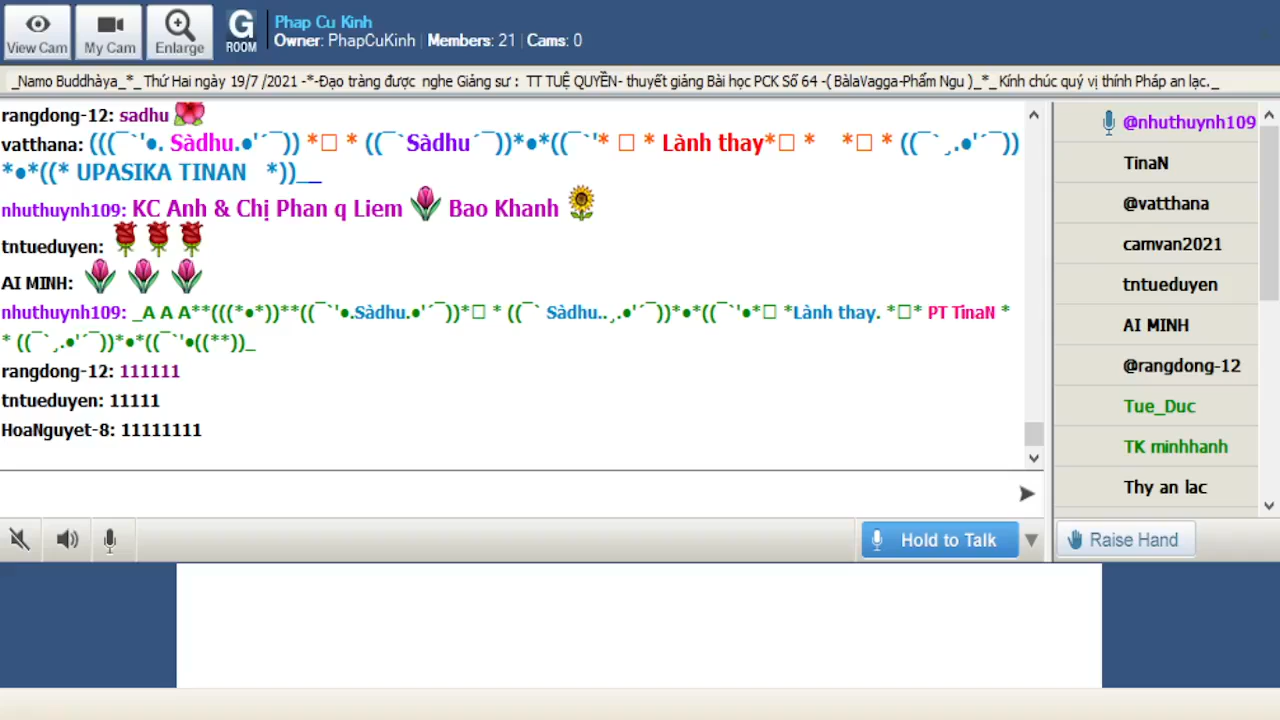 View Cam
My Cam
Enlarge
G
ROOM
Phap Cu Kinh
Owner: PhapCuKinh | Members: 21 | Cams: 0
_Namo Buddhàya_*_ Thứ Hai ngày 19/7 /2021 -*-Đạo tràng được nghe Giảng sư : TT TUỆ QUYỀN- thuyết giảng Bài học PCK Số 64 -( BàlaVagga-Phẩm Ngu )_*_ Kính chúc quý vị thính Pháp an lạc._
rangdong-12: sadhu
vatthana: (((¯`'•. Sàdhu.•'´¯)) *□ * ((¯`Sàdhu´¯))*•*((¯`'* □ * Lành thay*□ * *□ * ((¯`¸.•'´¯))
*•*((* UPASIKA TINAN *))__
nhuthuynh109: KC Anh & Chị Phan q Liem Bao Khanh
tntueduyen:
AI MINH:
nhuthuynh109: _A A A**(((*•*))**((¯`'•.Sàdhu.•'´¯))*□ * ((¯` Sàdhu..¸.•'´¯))*•*((¯`'•*□ *Lành thay. *□* PT TinaN *
* ((¯`¸.•'´¯))*•*((¯`'•((**))_
rangdong-12: 111111
tntueduyen: 11111
HoaNguyet-8: 11111111
@nhuthuynh109
TinaN
@vatthana
camvan2021
tntueduyen
AI MINH
@rangdong-12
Tue_Duc
TK minhhanh
Thy an lac
Hold to Talk
Raise Hand